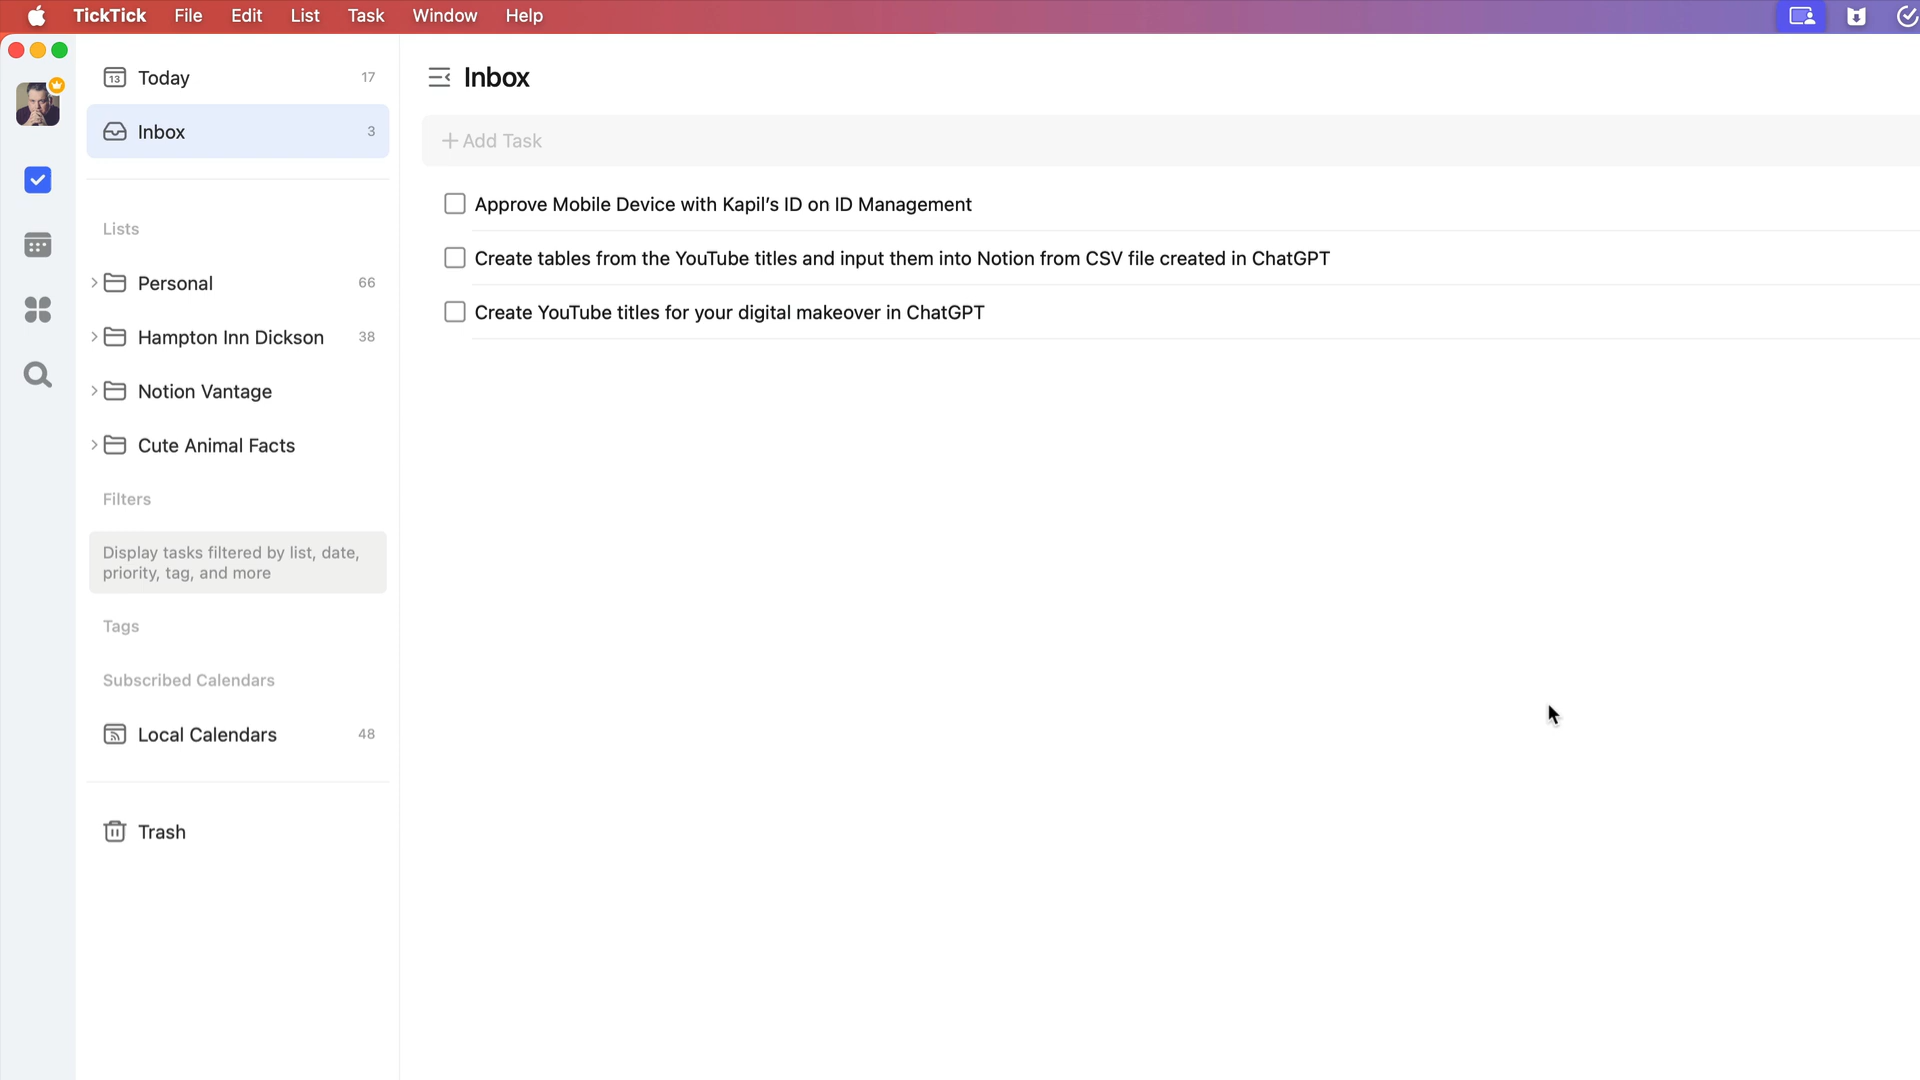 TickTick File Edit List Task Window Help
13 Today 17
Inbox 3
Lists
Personal 66
Hampton Inn Dickson 38
Notion Vantage
Cute Animal Facts
Filters
Display tasks filtered by list, date,
priority, tag, and more
Tags
Subscribed Calendars
Local Calendars 48
Trash
Inbox
+ Add Task
Approve Mobile Device with Kapil's ID on ID Management
Create tables from the YouTube titles and input them into Notion from CSV file created in ChatGPT
Create YouTube titles for your digital makeover in ChatGPT